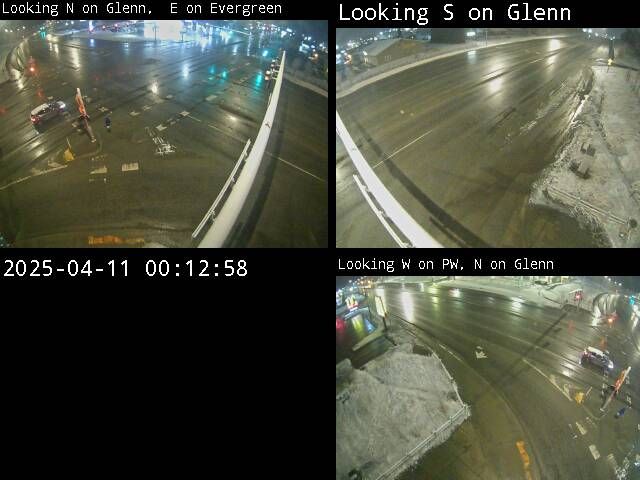 Looking N on Glenn, E on Evergreen
Looking S on Glenn
2025-04-11 00:12:58
Looking W on PW, N on Glenn